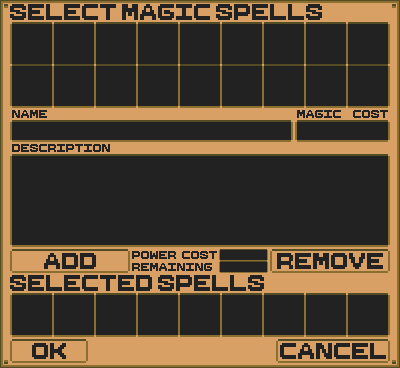 SELECT MAGIC SPELLS
NAME MAGIC COST
DESCRIPTION
ADD POWER COST REMOVE
REMAINING
SELECTED SPELLS
OK CANCEL